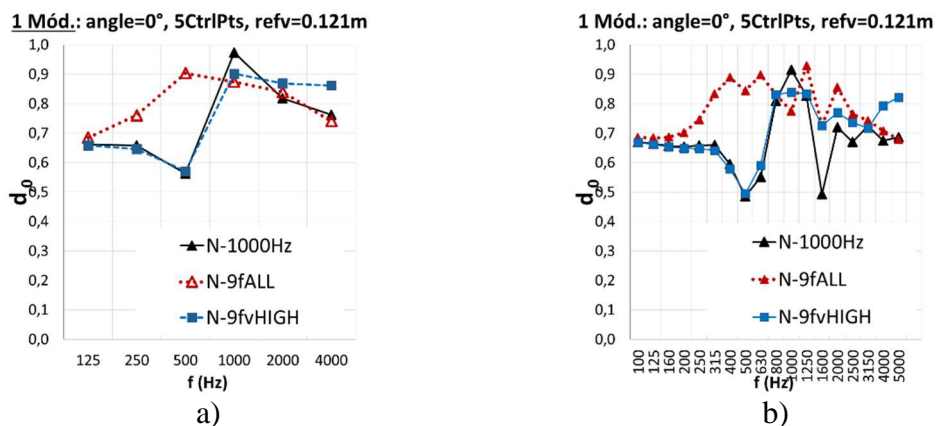 1 Mód.: angle=0°, 5CtrlPts, refv=0.121m
1,0
0,9
0,8
0,7
0,6
0,5
0,4
0,3
0,2
0,1
0,0
d0
N-1000Hz
N-9fALL
N-9fvHIGH
125 250 500 1000 2000 4000
f (Hz)
a)
1 Mód.: angle=0°, 5CtrlPts, refv=0.121m
1,0
0,9
0,8
0,7
0,6
0,5
0,4
0,3
0,2
0,1
0,0
d0
N-1000Hz
N-9fALL
N-9fvHIGH
100 125 160 200 250 315 400 500 630 800 1000 1250 1600 2000 2500 3150 4000 5000
f (Hz)
b)